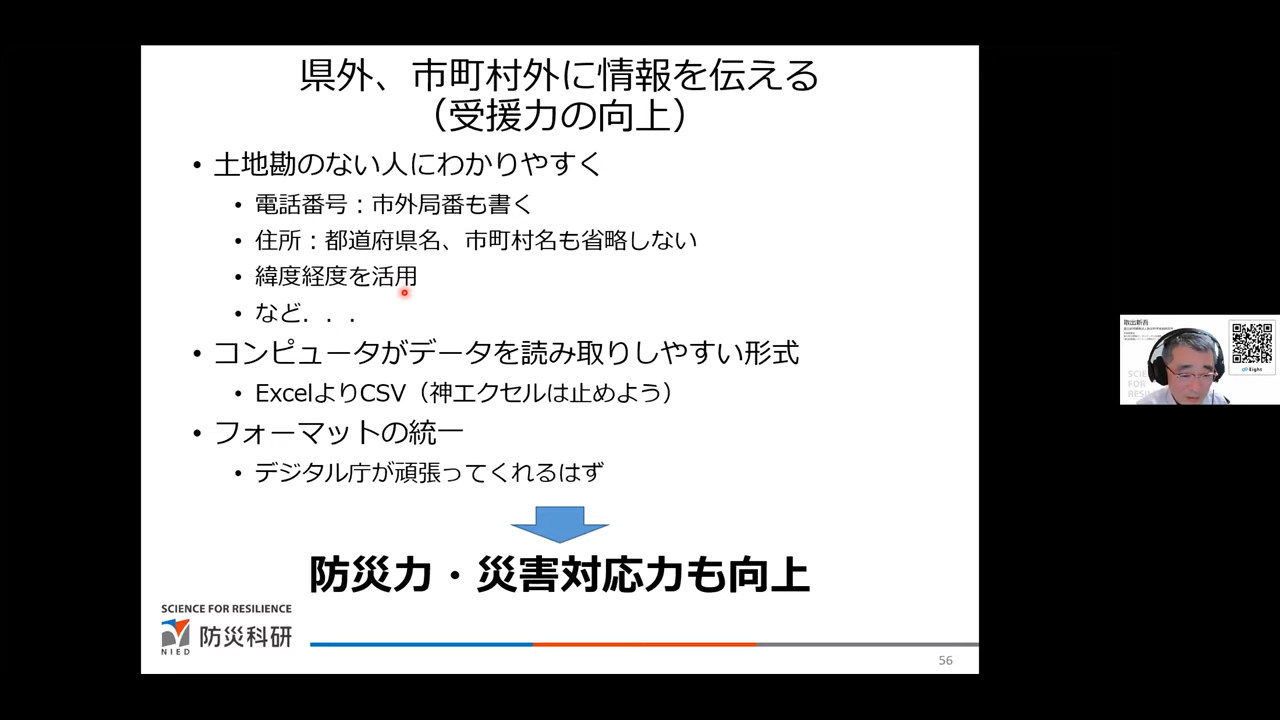 県外、市町村外に情報を伝える
（受援力の向上）
• 土地勘のない人にわかりやすく
• 電話番号：市外局番も書く
• 住所：都道府県名、市町村名も省略しない
• 緯度経度を活用
• など．．．
• コンピュータがデータを読み取りしやすい形式
• ExcelよりCSV（神エクセルは止めよう）
• フォーマットの統一
• デジタル庁が頑張ってくれるはず
防災力・災害対応力も向上
SCIENCE FOR RESILIENCE
防災科研
NIED
56
取出新吾
SCIE
FOR
RESIL
Eight